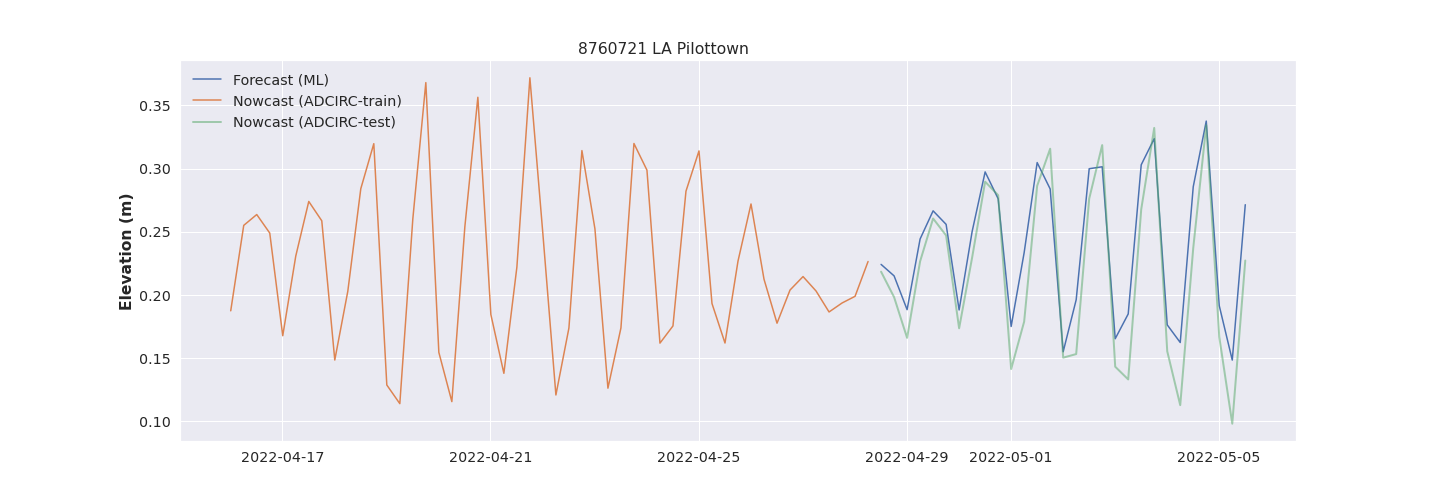 8760721 LA Pilottown
Forecast (ML)
Nowcast (ADCIRC-train)
Nowcast (ADCIRC-test)
Elevation (m)
0.35
0.30
0.25
0.20
0.15
0.10
2022-04-17
2022-04-21
2022-04-25
2022-04-29
2022-05-01
2022-05-05